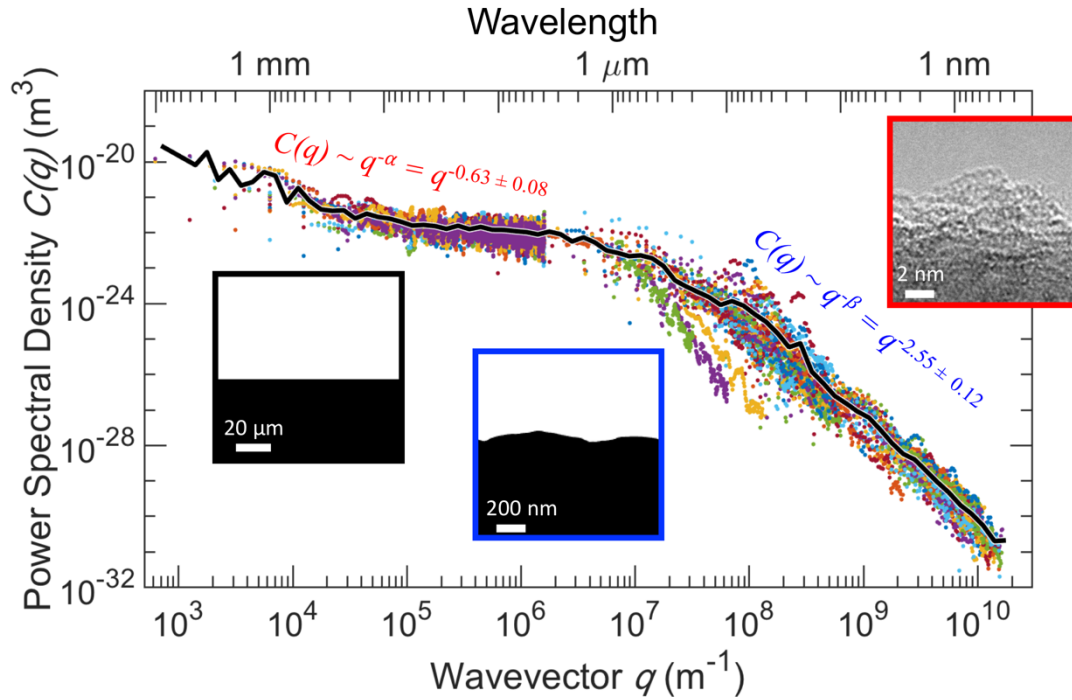 Wavelength
1 mm
1 μm
1 nm
Power Spectral Density C(q) (m³)
10⁻²⁰
10⁻²⁴
10⁻²⁸
10⁻³²
C(q) ~ q^-α = q^-0.63 ± 0.08
C(q) ~ q^-β = q^-2.55 ± 0.12
2 nm
20 μm
200 nm
10³
10⁴
10⁵
10⁶
10⁷
10⁸
10⁹
10¹⁰
Wavevector q (m⁻¹)